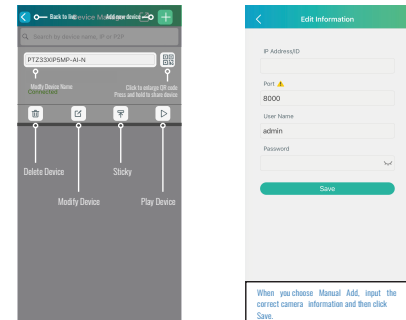 Back to live
Device Manager
Add new device
Search by device name, IP or P2P
PTZ33XIP5MP-AI-N
Modify Device Name
Connected
Click to enlarge QR code
Press and hold to share device
Delete Device
Sticky
Modify Device
Play Device
Edit Information
IP Address/ID
Port
8000
User Name
admin
Password
Save
When you choose Manual Add, input the
correct camera information and then click
Save.